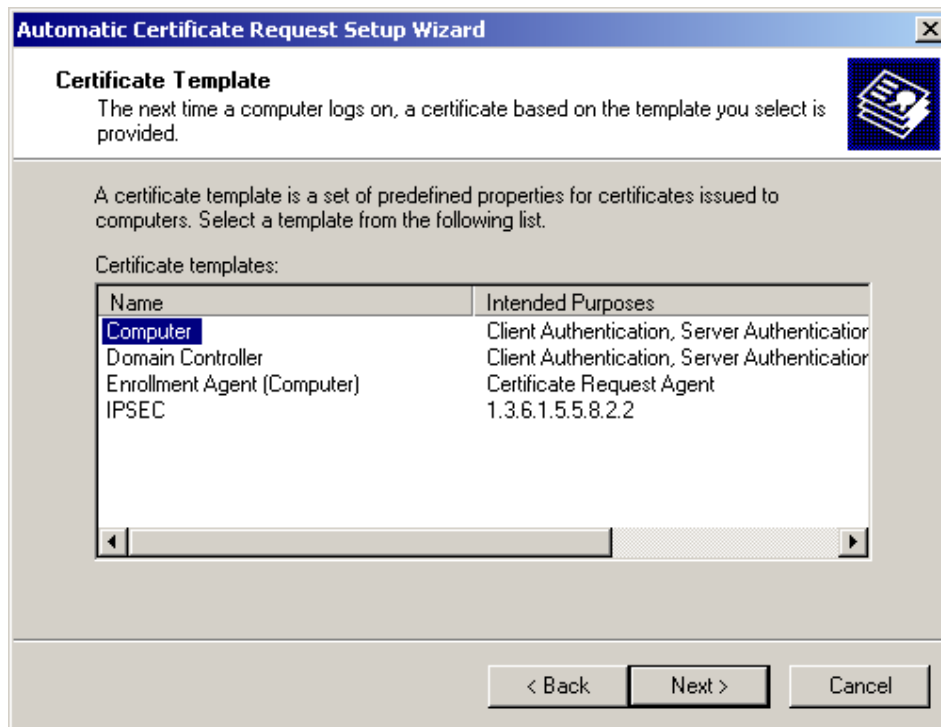 Automatic Certificate Request Setup Wizard
Certificate Template
The next time a computer logs on, a certificate based on the template you select is
provided.
A certificate template is a set of predefined properties for certificates issued to
computers. Select a template from the following list.
Certificate templates:
Name Intended Purposes
Computer Client Authentication, Server Authentication
Domain Controller Client Authentication, Server Authentication
Enrollment Agent (Computer) Certificate Request Agent
IPSEC 1.3.6.1.5.5.8.2.2
< Back Next > Cancel